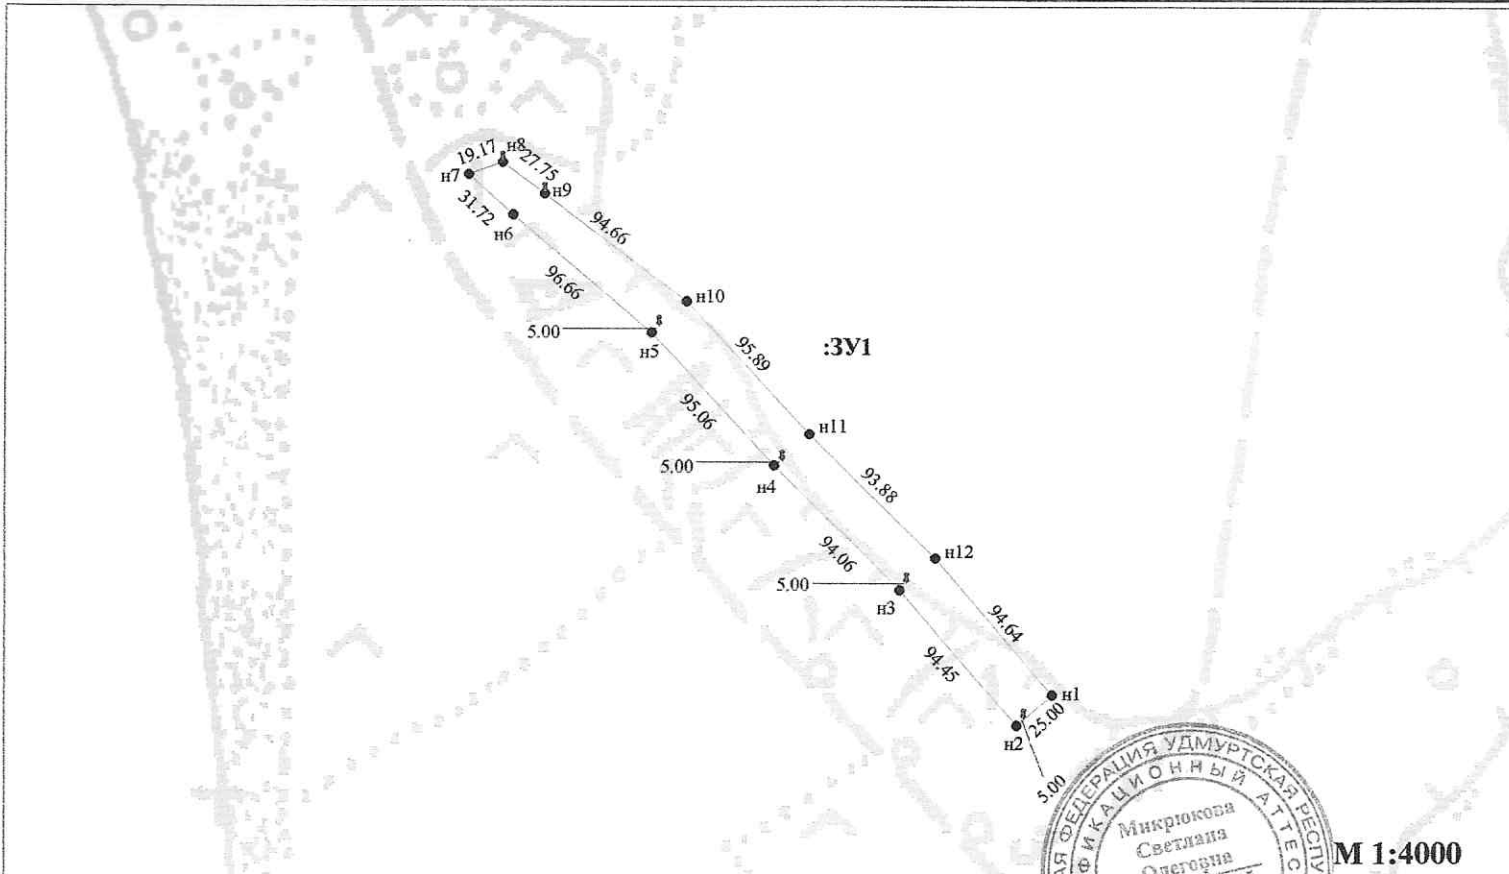 19.17
н8
27.75
н7
н9
31.72
94.66
н6
96.66
н10
5.00
н5
95.89
:ЗУ1
95.06
н11
5.00
н4
93.88
94.06
н12
5.00
н3
94.64
94.45
н1
25.00
н2
5.00
АЯ ФЕДЕРАЦИЯ УДМУРТСКАЯ РЕСПУ
ФИКАЦИОННЫЙ АТТЕС
Микрюкова
Светлана
Олеговна
М 1:4000